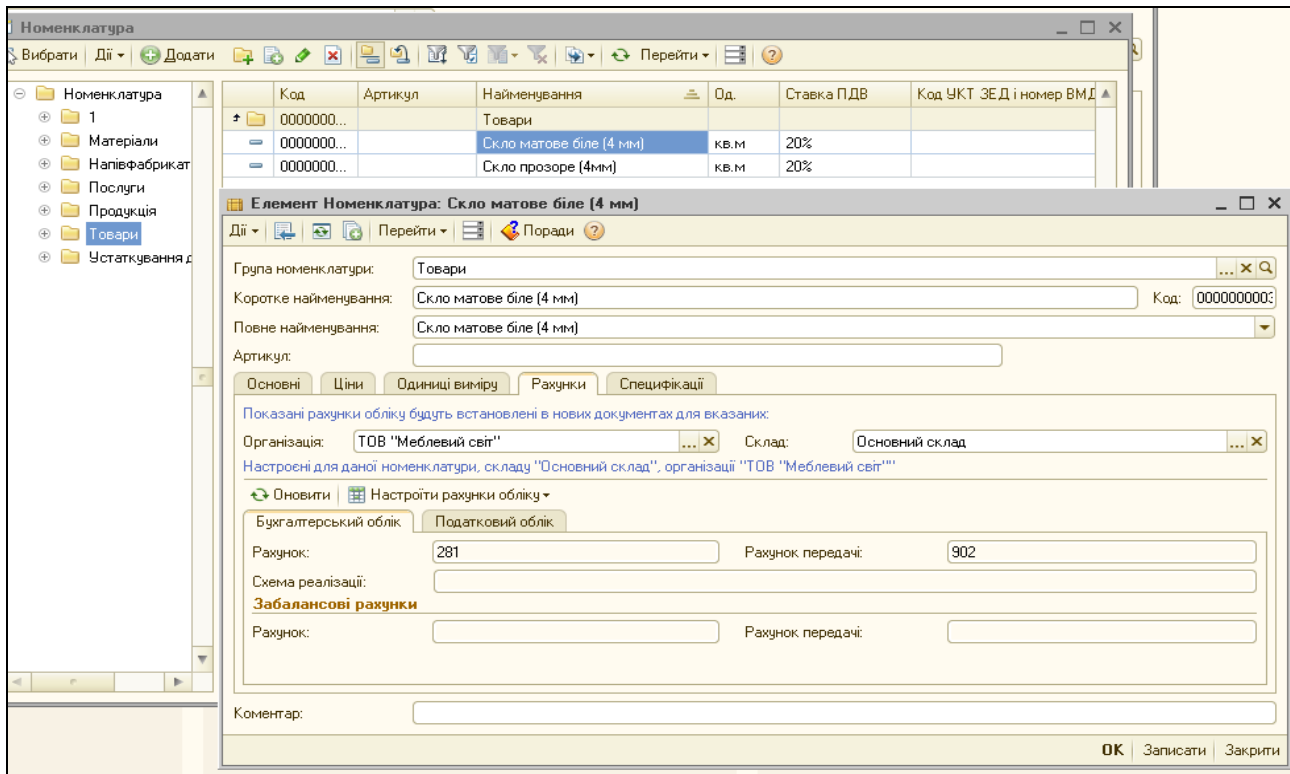 Номенклатура
Вибрати Дії Додати Перейти
Номенклатура
1
Матеріали
Напівфабрикат
Послуги
Продукція
Товари
Устаткування д
Код Артикул Найменування Од. Ставка ПДВ Код УКТ ЗЕД і номер ВМД
0000000... Товари
0000000... Скло матове біле (4 мм) кв.м 20%
0000000... Скло прозоре (4мм) кв.м 20%
Елемент Номенклатура: Скло матове біле (4 мм)
Дії Перейти Поради
Група номенклатури: Товари
Коротке найменування: Скло матове біле (4 мм) Код: 0000000003
Повне найменування: Скло матове біле (4 мм)
Артикул:
Основні Ціни Одиниці виміру Рахунки Специфікації
Показані рахунки обліку будуть встановлені в нових документах для вказаних:
Організація: ТОВ "Меблевий світ" ... Склад: Основний склад ...
Настроєні для даної номенклатури, складу "Основний склад", організації "ТОВ "Меблевий світ""
Оновити Настроїти рахунки обліку
Бухгалтерський облік Податковий облік
Рахунок: 281 Рахунок передачі: 902
Схема реалізації:
Забалансові рахунки
Рахунок: Рахунок передачі:
Коментар:
OK Записати Закрити